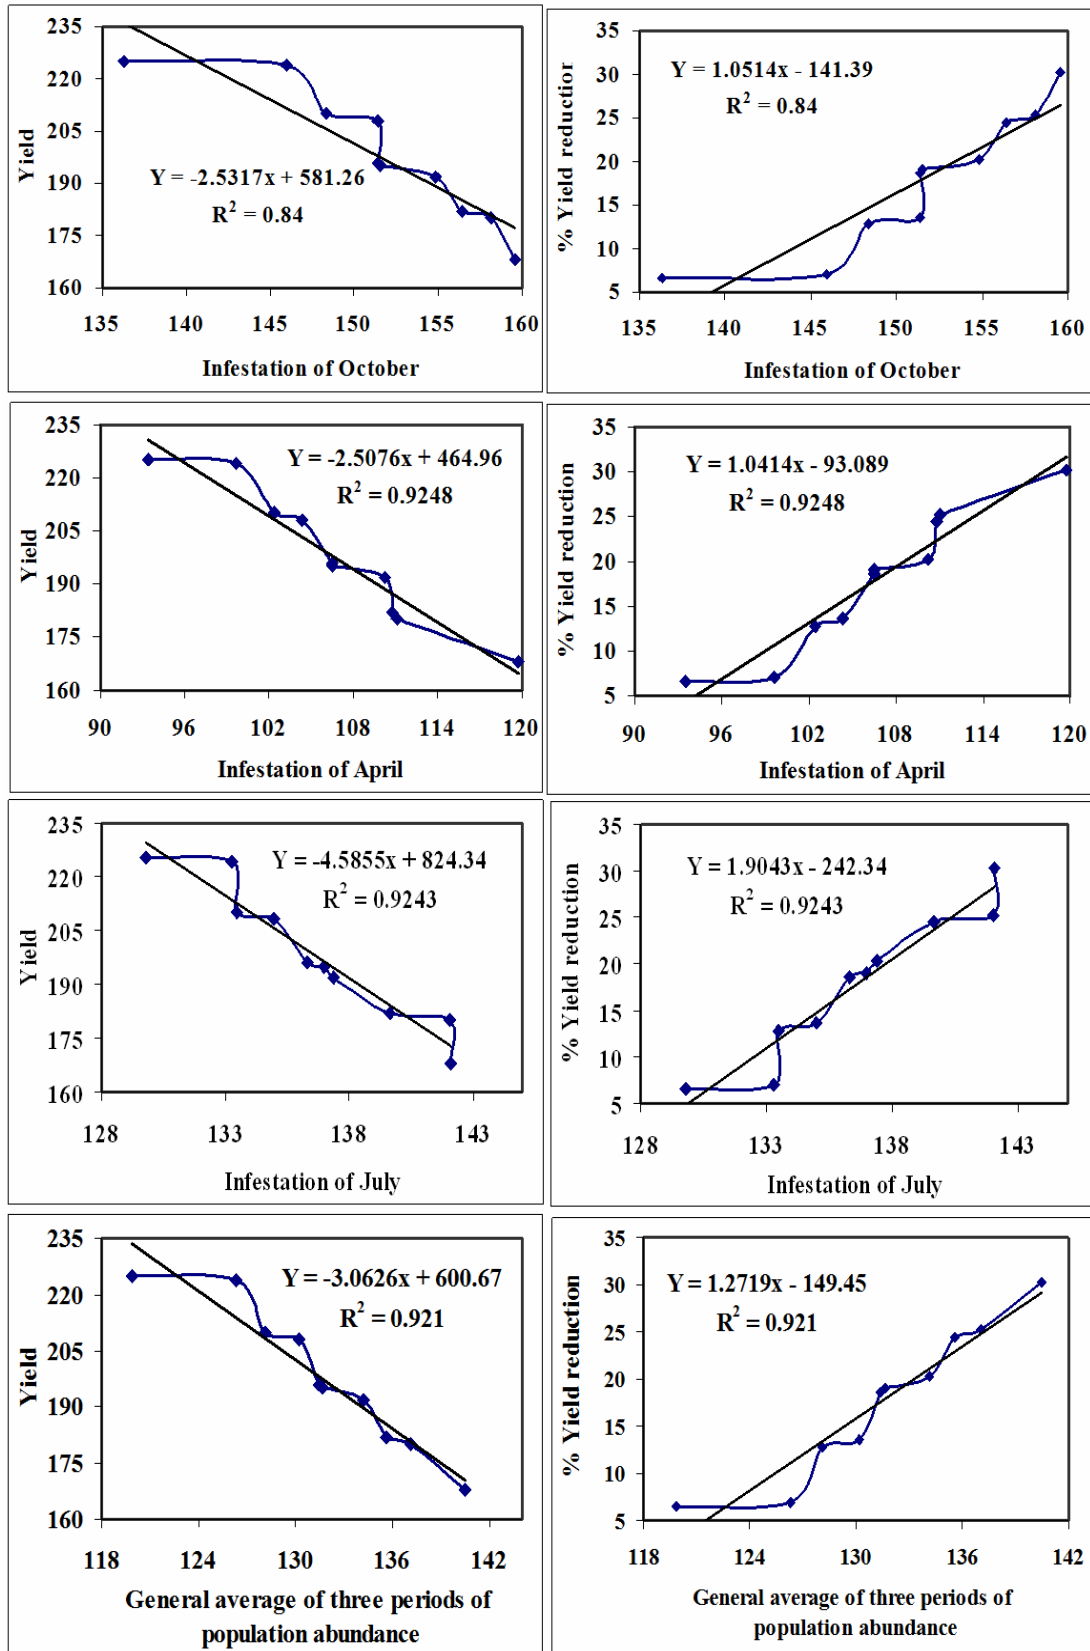 235
220
205
190
175
160
Yield
Y = -2.5317x + 581.26
R² = 0.84
135 140 145 150 155 160
Infestation of October
35
30
25
20
15
10
5
% Yield reduction
Y = 1.0514x - 141.39
R² = 0.84
135 140 145 150 155 160
Infestation of October
235
220
205
190
175
160
Yield
Y = -2.5076x + 464.96
R² = 0.9248
90 96 102 108 114 120
Infestation of April
35
30
25
20
15
10
5
% Yield reduction
Y = 1.0414x - 93.089
R² = 0.9248
90 96 102 108 114 120
Infestation of April
235
220
205
190
175
160
Yield
Y = -4.5855x + 824.34
R² = 0.9243
128 133 138 143
Infestation of July
35
30
25
20
15
10
5
% Yield reduction
Y = 1.9043x - 242.34
R² = 0.9243
128 133 138 143
Infestation of July
235
220
205
190
175
160
Yield
Y = -3.0626x + 600.67
R² = 0.921
118 124 130 136 142
General average of three periods of
population abundance
35
30
25
20
15
10
5
% Yield reduction
Y = 1.2719x - 149.45
R² = 0.921
118 124 130 136 142
General average of three periods of
population abundance